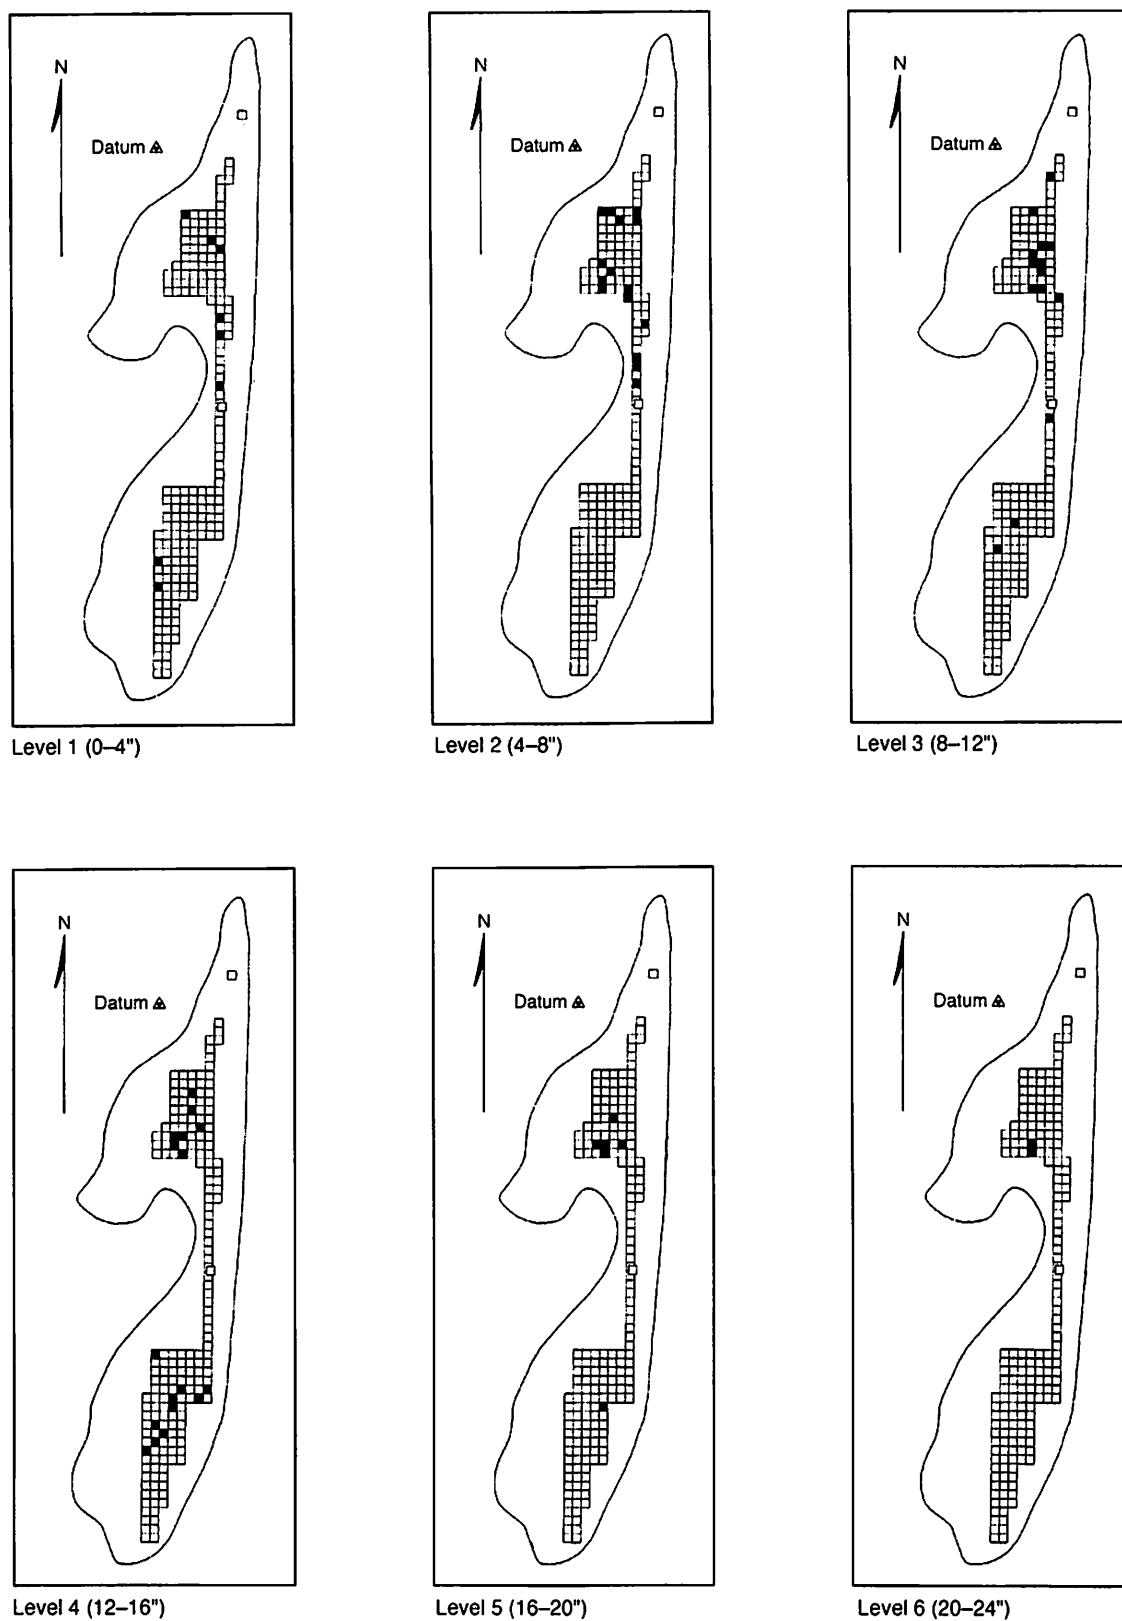 N
Datum
Level 1 (0–4")
N
Datum
Level 2 (4–8")
N
Datum
Level 3 (8–12")
N
Datum
Level 4 (12–16")
N
Datum
Level 5 (16–20")
N
Datum
Level 6 (20–24")